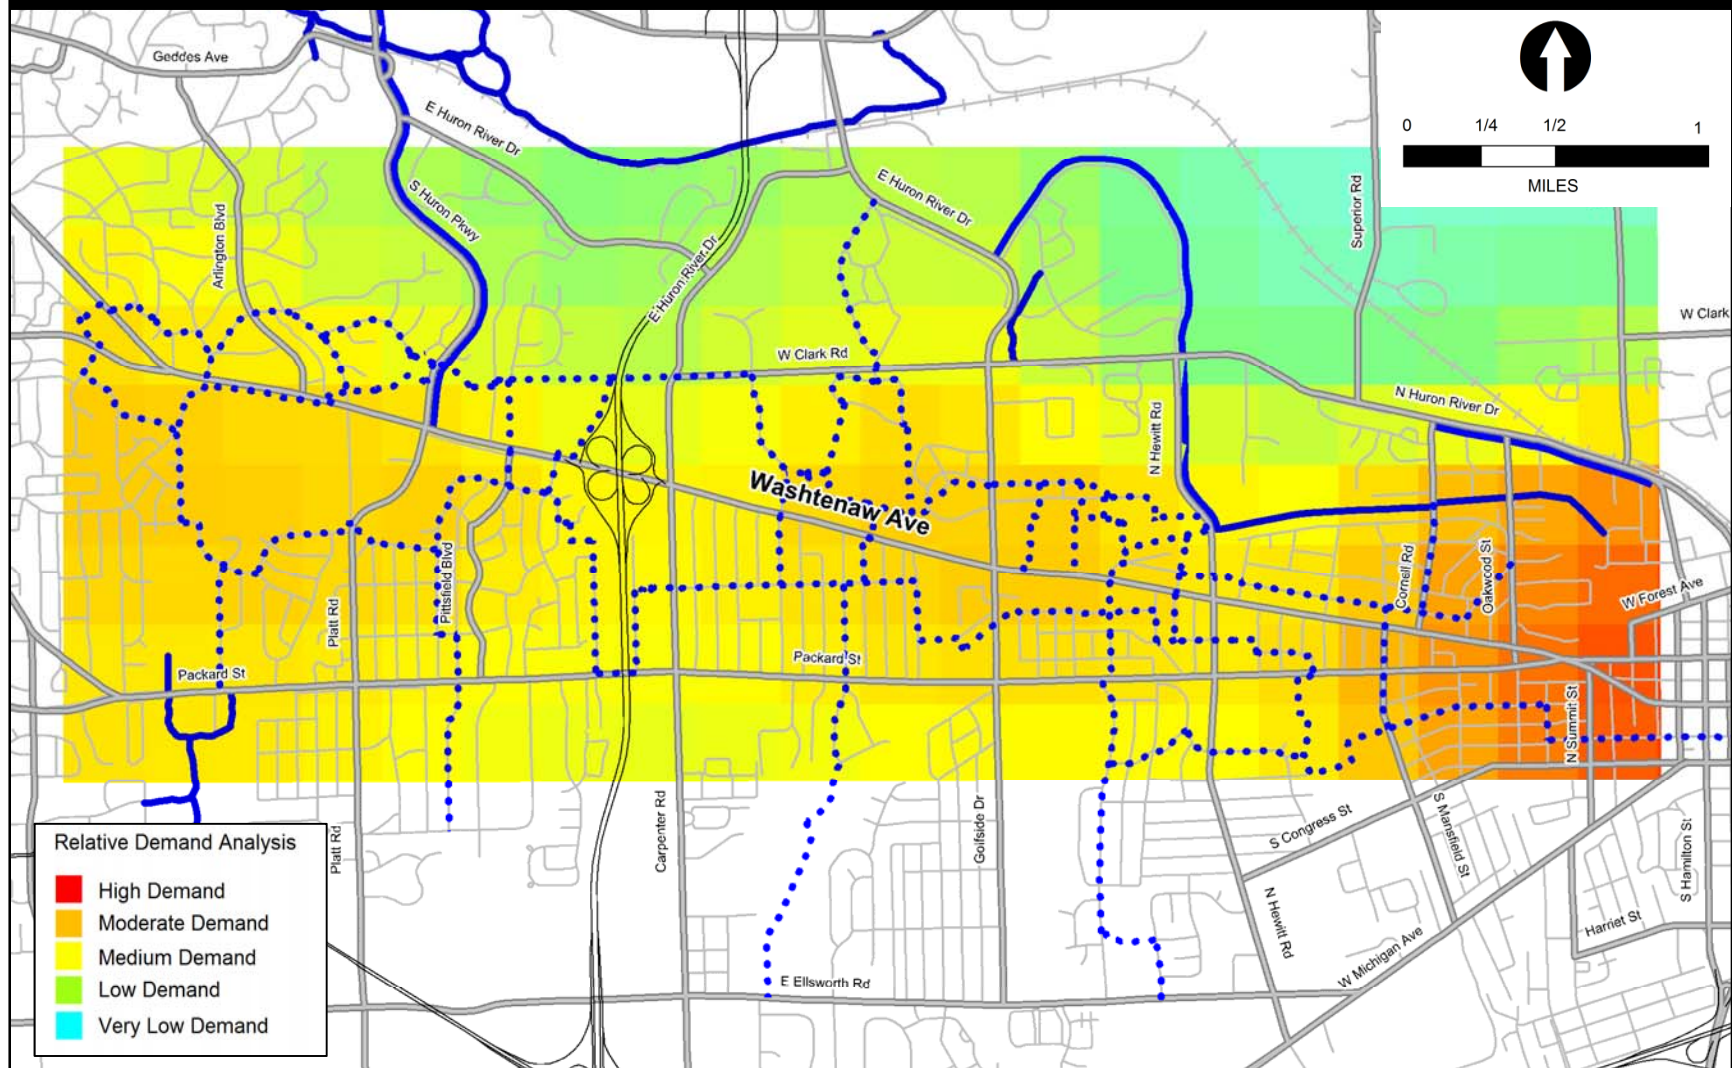 Geddes Ave
0 1/4 1/2 1
MILES
E Huron River Dr
S Huron Pkwy
E Huron River Dr
Arlington Blvd
Superior Rd
E Huron River Dr
W Clark
W Clark Rd
N Huron River Dr
N Hewitt Rd
Washtenaw Ave
Pittsfield Blvd
Cornell Rd
Oakwood St
W Forest Ave
Platt Rd
Packard St
Packard St
N Summit St
Relative Demand Analysis
High Demand
Moderate Demand
Medium Demand
Low Demand
Very Low Demand
Platt Rd
Carpenter Rd
Golfside Dr
S Congress St
S Mansfield St
S Hamilton St
N Hewitt Rd
Harriet St
W Michigan Ave
E Ellsworth Rd